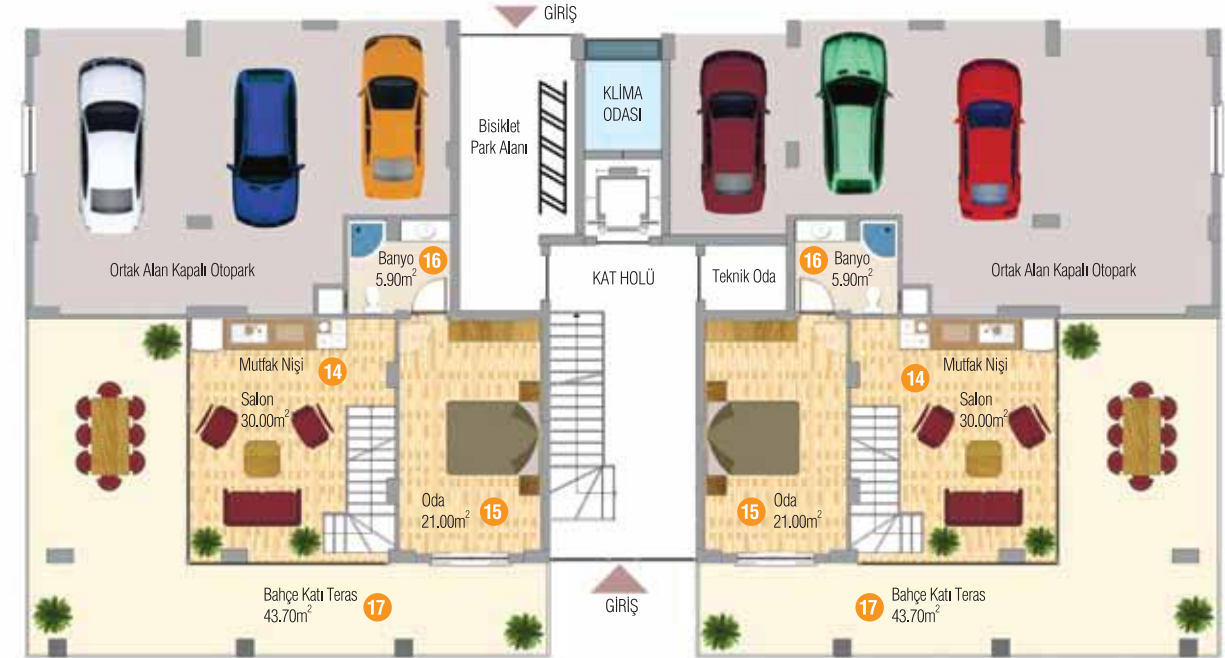 GİRİŞ
KLİMA
ODASI
Bisiklet
Park Alanı
Banyo 16
5.90m²
Ortak Alan Kapalı Otopark
KAT HOLÜ
Teknik Oda
16 Banyo
5.90m²
Ortak Alan Kapalı Otopark
Mutfak Nişi
14
Salon
30.00m²
Oda
21.00m²
15
Mutfak Nişi
14
Salon
30.00m²
15 Oda
21.00m²
Bahçe Katı Teras
43.70m²
17
GİRİŞ
17 Bahçe Katı Teras
43.70m²